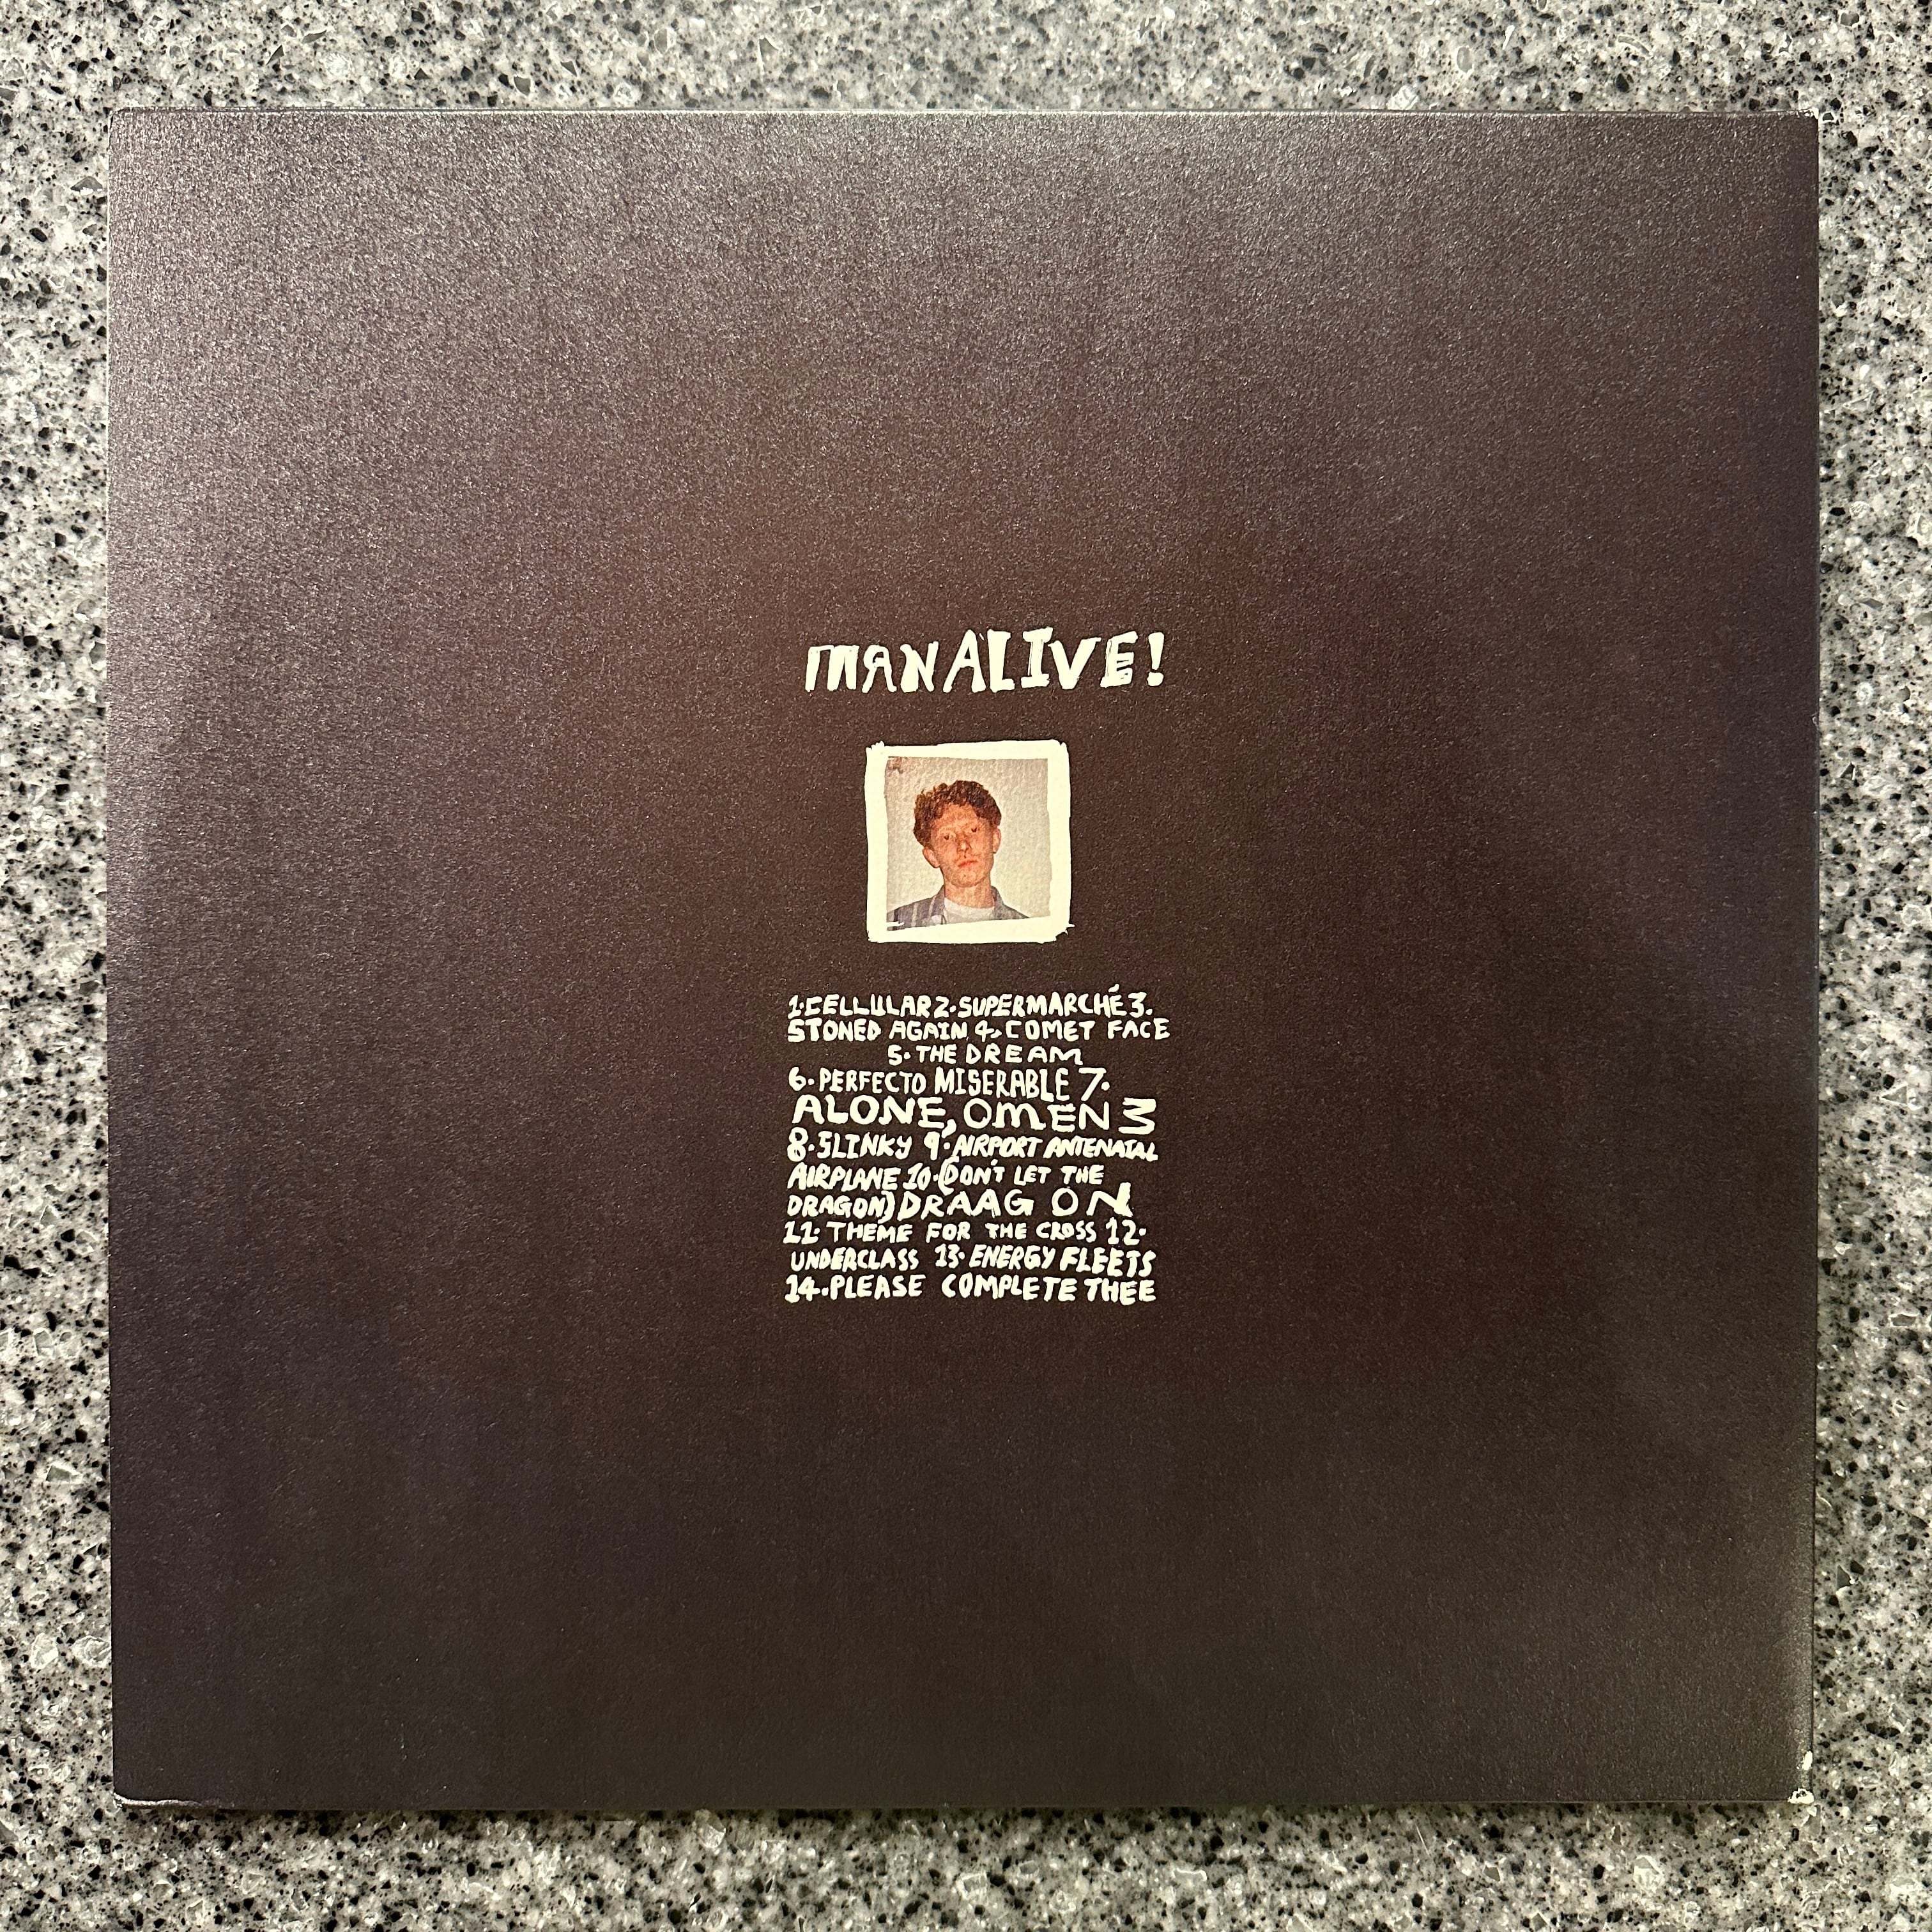 MAN ALIVE!
1. CELLULAR 2. SUPERMARCHÉ 3.
STONED AGAIN 4. COMET FACE
5. THE DREAM
6. PERFECTO MISERABLE 7.
ALONE, OMEN 3
8. SLINKY 9. AIRPORT ANTENATAL
AIRPLANE 10. (DON'T LET THE
DRAGON) DRAAG ON
11. THEME FOR THE CROSS 12.
UNDERCLASS 13. ENERGY FLEETS
14. PLEASE COMPLETE THEE